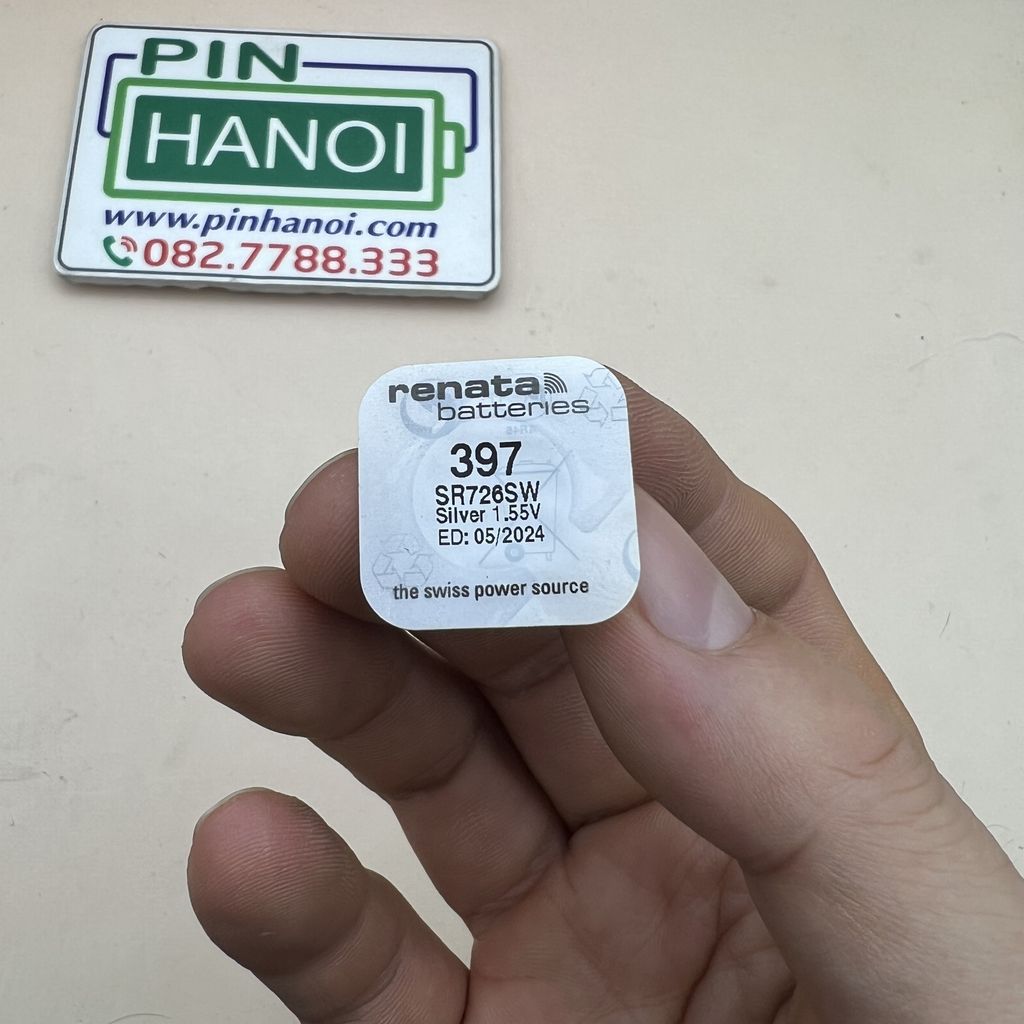 PIN
HANOI
www.pinhanoi.com
082.7788.333
renata
batteries
397
SR726SW
Silver 1.55V
ED: 05/2024
the swiss power source